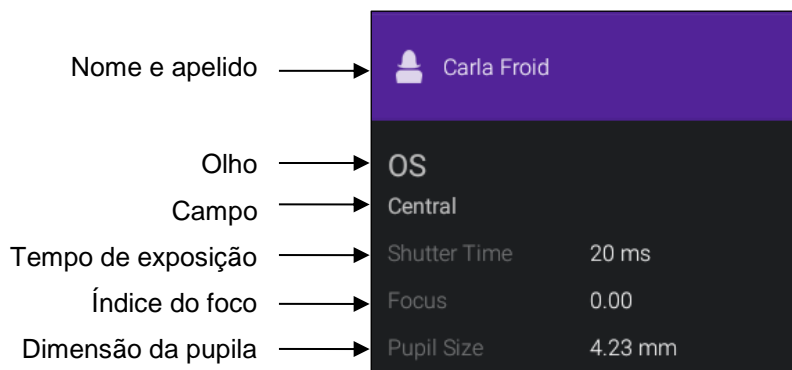 Nome e apelido Carla Froid
Olho OS
Campo Central
Tempo de exposição Shutter Time 20 ms
Índice do foco Focus 0.00
Dimensão da pupila Pupil Size 4.23 mm